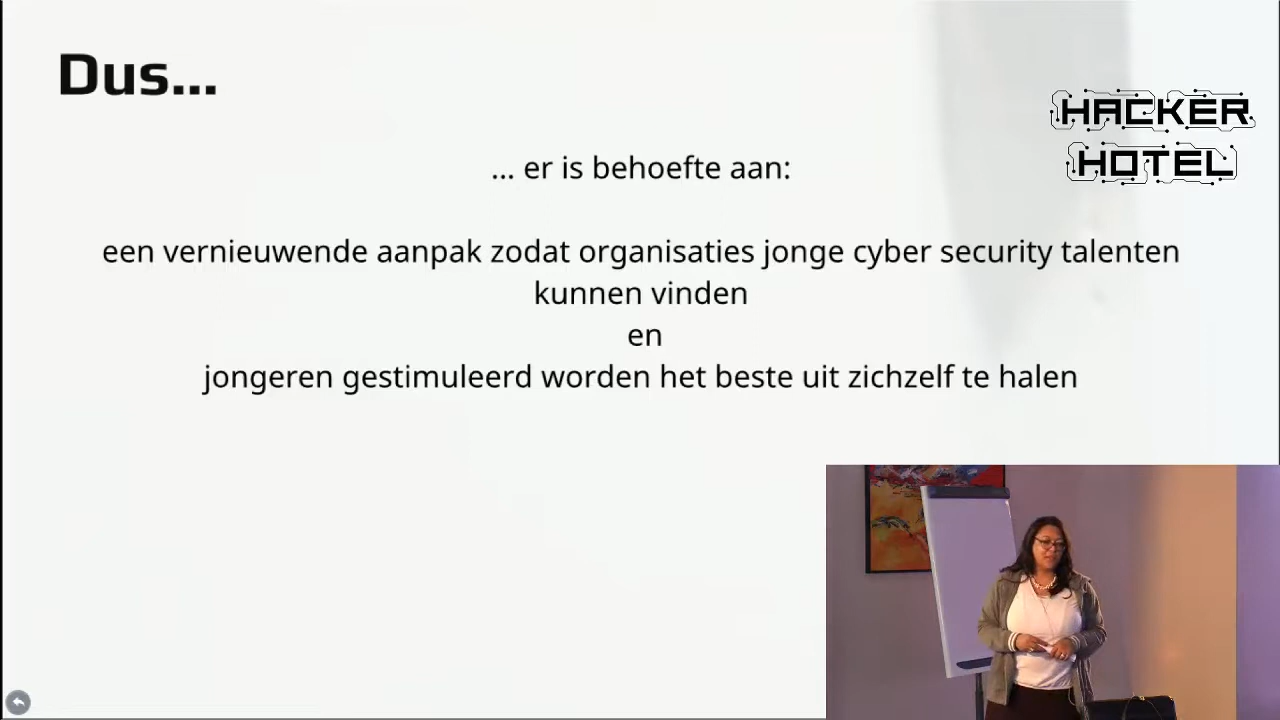 Dus...
HACKER
HOTEL
... er is behoefte aan:
een vernieuwende aanpak zodat organisaties jonge cyber security talenten
kunnen vinden
en
jongeren gestimuleerd worden het beste uit zichzelf te halen